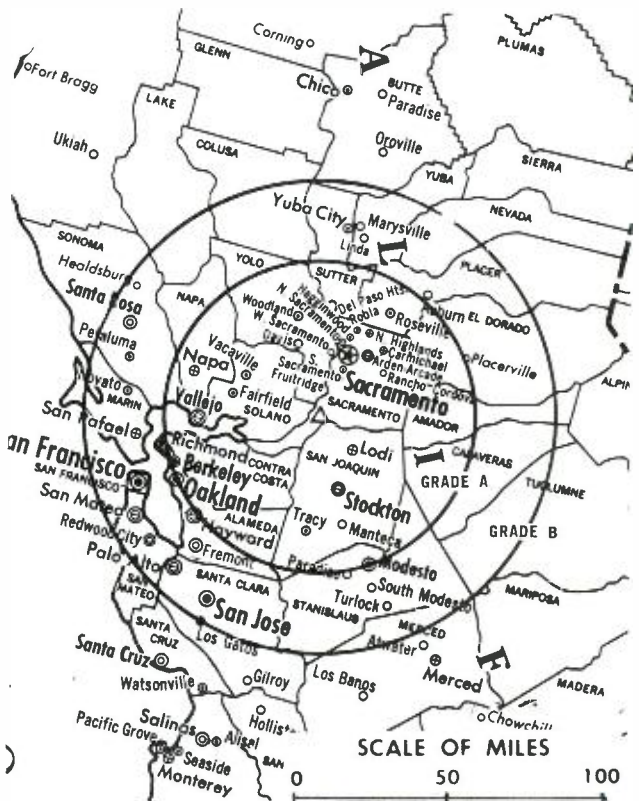 Corning
PLUMAS
GLENN
A
Fort Bragg
Chico
BUTTE
Paradise
LAKE
Ukiah
COLUSA
Oroville
SIERRA
YUBA
NEVADA
Yuba City
Marysville
Linda
SONOMA
L
YOLO
SUTTER
PLACER
Healdsburg
NAPA
Del Paso Hts.
Santa Rosa
Hagginwood
Robla
Auburn
EL DORADO
Woodland
N. Sacramento
Roseville
W. Sacramento
N. Highlands
Petaluma
Vacaville
Davis
Carmichael
Placerville
Napa
S. Sacramento
Arden Arcade
Fruitridge
Rancho-Cordova
Novato
Fairfield
Sacramento
MARIN
Vallejo
SOLANO
SACRAMENTO
AMADOR
San Rafael
Richmond
CONTRA COSTA
SAN JOAQUIN
Lodi
I
CALAVERAS
an Francisco
SAN FRANCISCO
Berkeley
GRADE A
TUOLUMNE
Oakland
Stockton
San Mateo
ALAMEDA
Tracy
Manteca
GRADE B
Hayward
Redwood City
Fremont
Palo Alto
Modesto
SAN MATEO
SANTA CLARA
South Modesto
MARIPOSA
San Jose
STANISLAUS
Turlock
SANTA CRUZ
Los Gatos
MERCED
Atwater
F
Santa Cruz
Merced
Watsonville
Gilroy
Los Banos
MADERA
Hollist
Chowchill
Salinas
Alisal
Pacific Grove
Seaside
SAN
Monterey
SCALE OF MILES
0 50 100